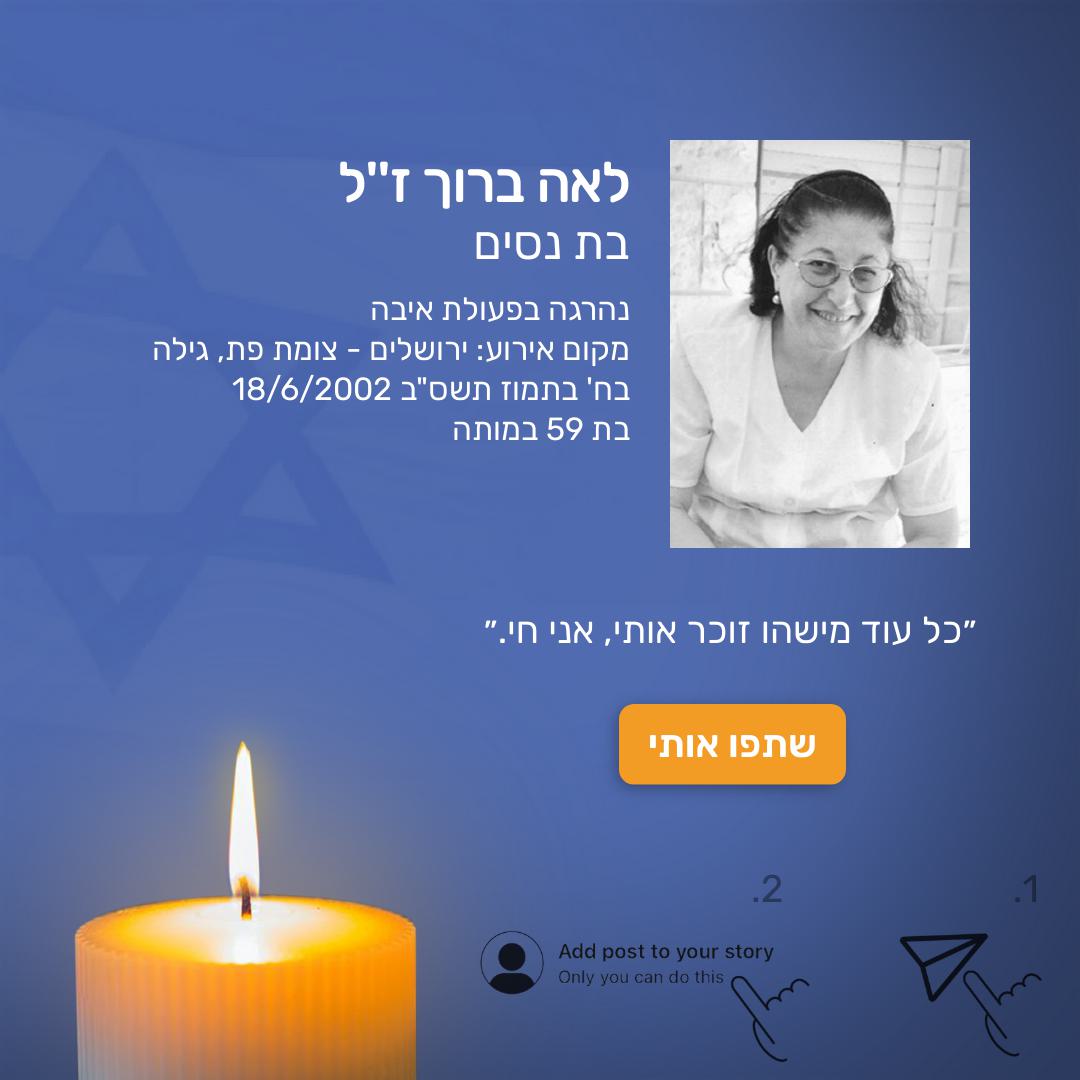 לאה ברוך ז"ל
בת נסים
נהרגה בפעולת איבה
מקום אירוע: ירושלים - צומת פת, גילה
בח' בתמוז תשס"ב 18/6/2002
בת 59 במותה
״כל עוד מישהו זוכר אותי, אני חי.״
שתפו אותי
1.
2.
Add post to your story
Only you can do this